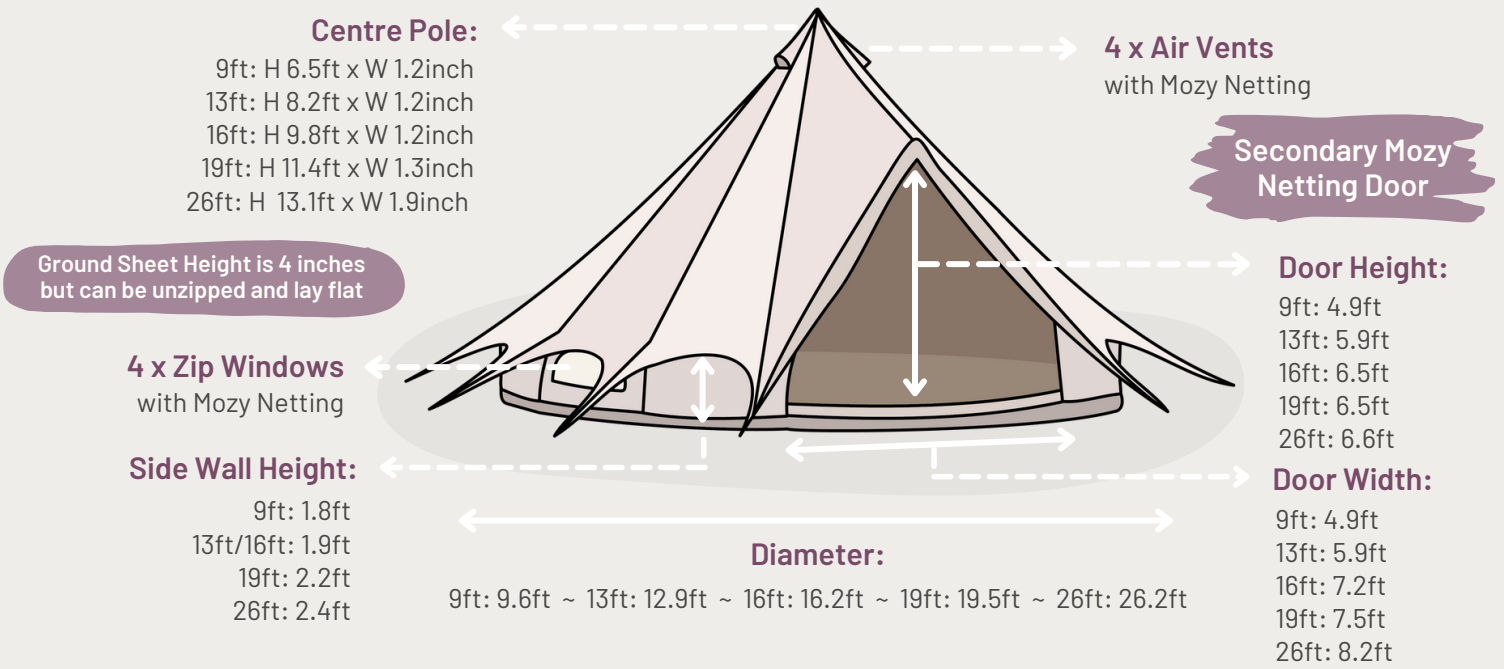 Centre Pole:
9ft: H 6.5ft x W 1.2inch
13ft: H 8.2ft x W 1.2inch
16ft: H 9.8ft x W 1.2inch
19ft: H 11.4ft x W 1.3inch
26ft: H 13.1ft x W 1.9inch
4 x Air Vents
with Mozy Netting
Secondary Mozy
Netting Door
Ground Sheet Height is 4 inches
but can be unzipped and lay flat
4 x Zip Windows
with Mozy Netting
Side Wall Height:
9ft: 1.8ft
13ft/16ft: 1.9ft
19ft: 2.2ft
26ft: 2.4ft
Door Height:
9ft: 4.9ft
13ft: 5.9ft
16ft: 6.5ft
19ft: 6.5ft
26ft: 6.6ft
Door Width:
9ft: 4.9ft
13ft: 5.9ft
16ft: 7.2ft
19ft: 7.5ft
26ft: 8.2ft
Diameter:
9ft: 9.6ft ~ 13ft: 12.9ft ~ 16ft: 16.2ft ~ 19ft: 19.5ft ~ 26ft: 26.2ft